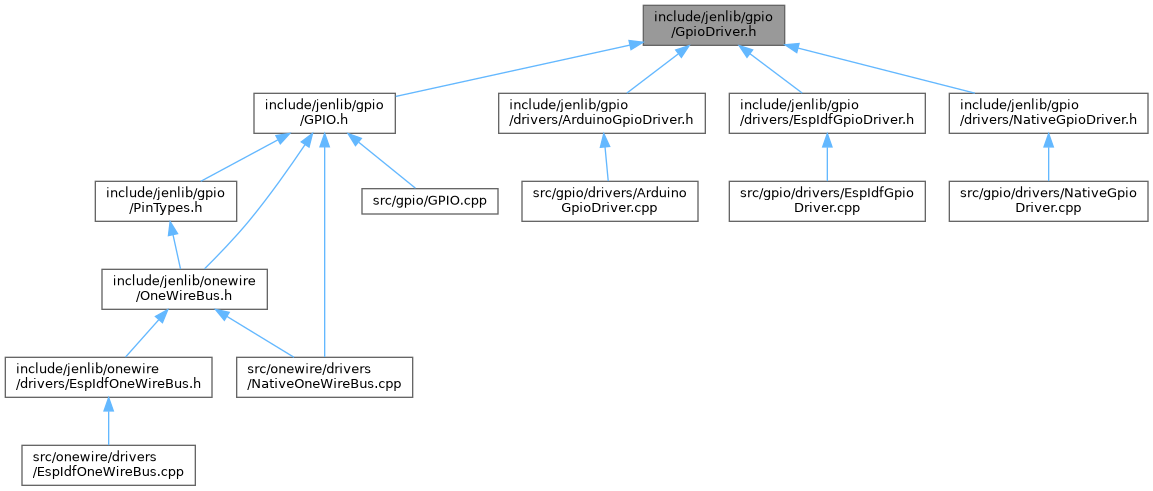 include/jenlib/gpio
/GpioDriver.h
include/jenlib/gpio
/GPIO.h
include/jenlib/gpio
/drivers/ArduinoGpioDriver.h
include/jenlib/gpio
/drivers/EspIdfGpioDriver.h
include/jenlib/gpio
/drivers/NativeGpioDriver.h
include/jenlib/gpio
/PinTypes.h
src/gpio/GPIO.cpp
src/gpio/drivers/Arduino
GpioDriver.cpp
src/gpio/drivers/EspIdfGpio
Driver.cpp
src/gpio/drivers/NativeGpio
Driver.cpp
include/jenlib/onewire
/OneWireBus.h
include/jenlib/onewire
/drivers/EspIdfOneWireBus.h
src/onewire/drivers
/NativeOneWireBus.cpp
src/onewire/drivers
/EspIdfOneWireBus.cpp